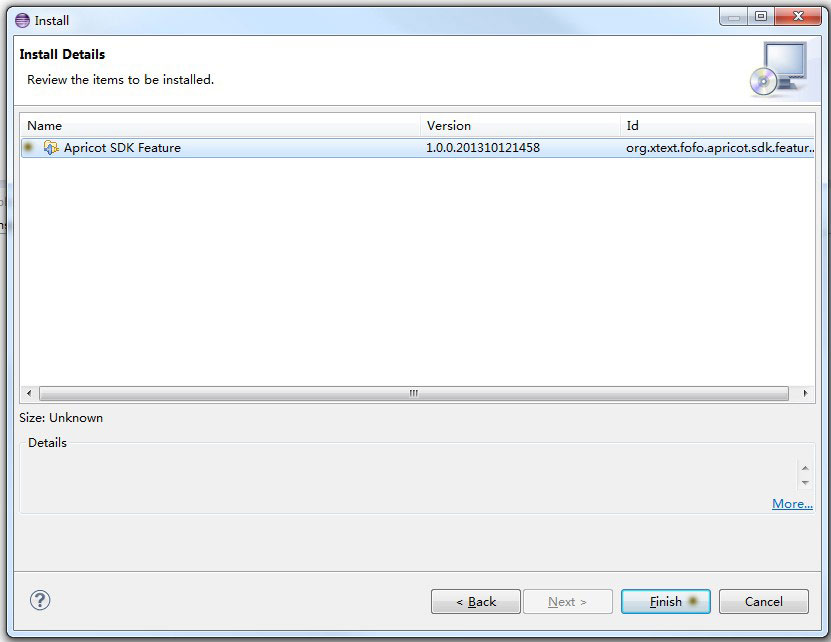 Install
Install Details
Review the items to be installed.
Name Version Id
Apricot SDK Feature 1.0.0.201310121458 org.xtext.fofo.apricot.sdk.featur...
Size: Unknown
Details
More...
< Back Next > Finish Cancel